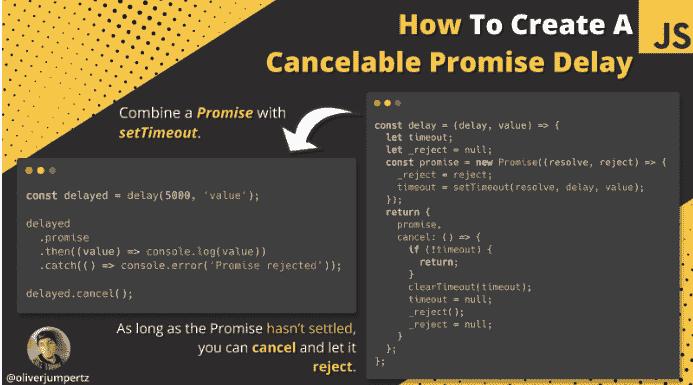 How To Create A
Cancelable Promise Delay
JS
Combine a Promise with
setTimeout.
const delayed = delay(5000, 'value');
delayed
.promise
.then((value) => console.log(value))
.catch(() => console.error('Promise rejected'));
delayed.cancel();
const delay = (delay, value) => {
let timeout;
let _reject = null;
const promise = new Promise((resolve, reject) => {
_reject = reject;
timeout = setTimeout(resolve, delay, value);
});
return {
promise,
cancel: () => {
if (!timeout) {
return;
}
clearTimeout(timeout);
timeout = null;
_reject();
_reject = null;
}
};
};
As long as the Promise hasn't settled,
you can cancel and let it
reject.
@oliverjumpertz